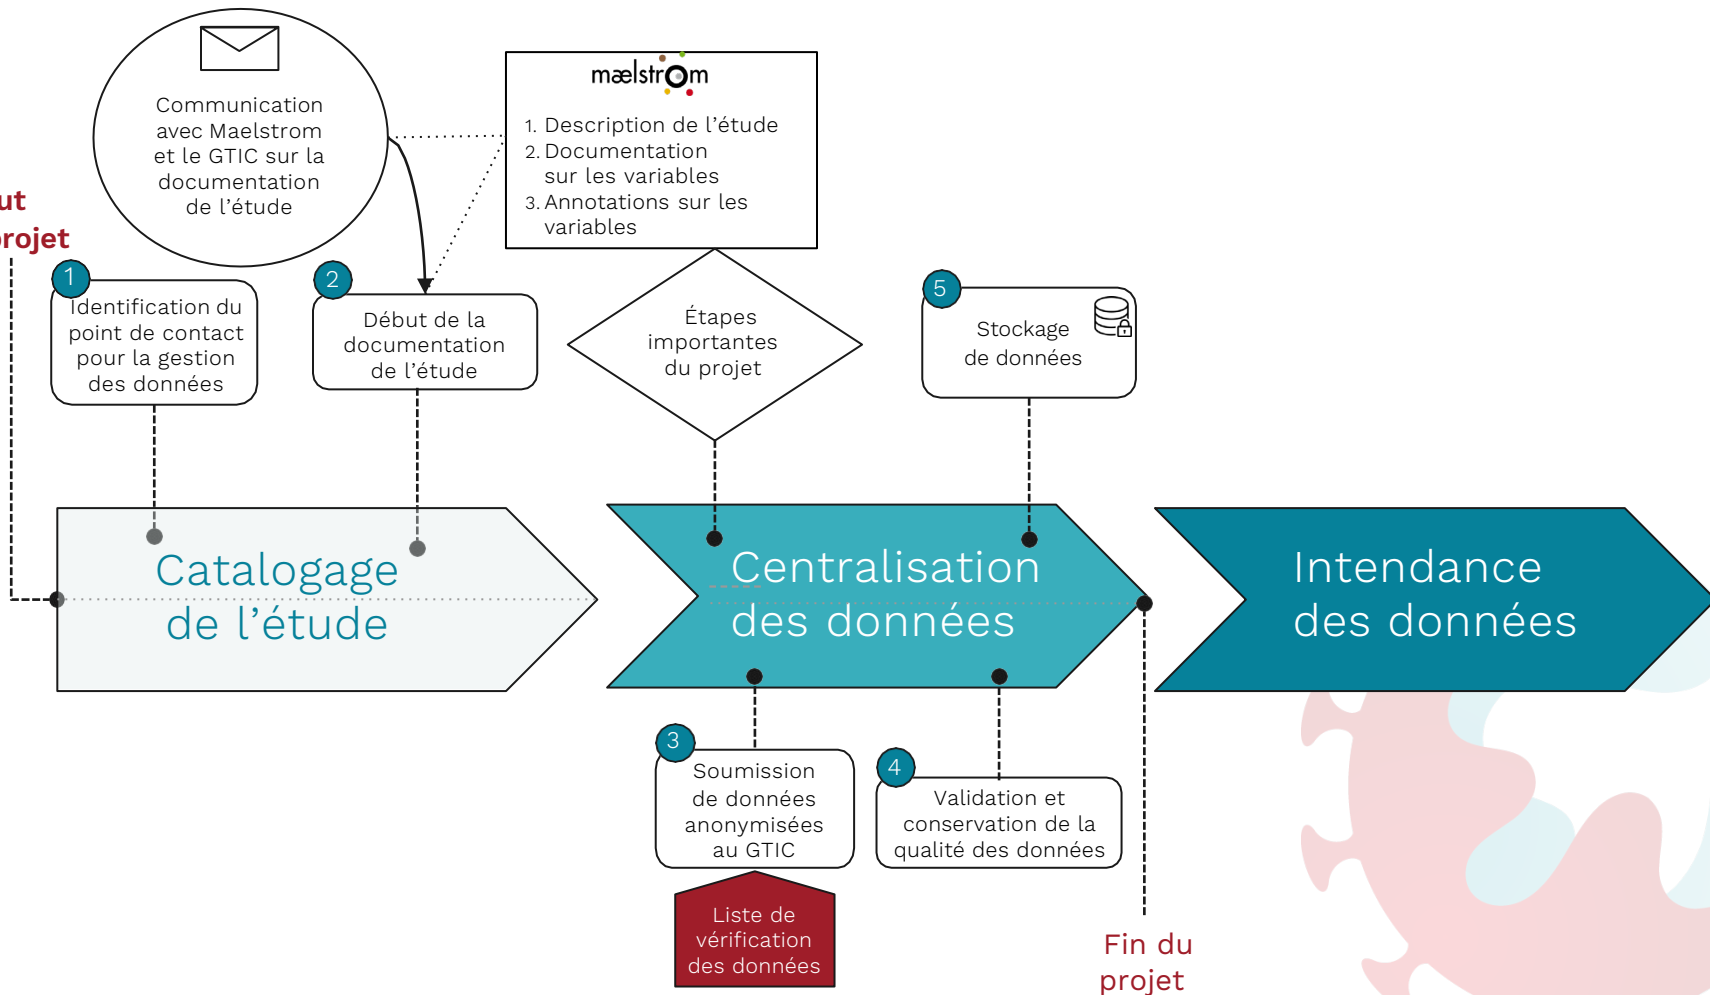 Communication
avec Maelstrom
et le GTIC sur la
documentation
de l’étude
mælstrom
1. Description de l’étude
2. Documentation
sur les variables
3. Annotations sur les
variables
ut
rojet
1
Identification du
point de contact
pour la gestion
des données
2
Début de la
documentation
de l’étude
Étapes
importantes
du projet
5
Stockage
de données
Catalogage
de l’étude
Centralisation
des données
Intendance
des données
3
Soumission
de données
anonymisées
au GTIC
4
Validation et
conservation de la
qualité des données
Liste de
vérification
des données
Fin du
projet